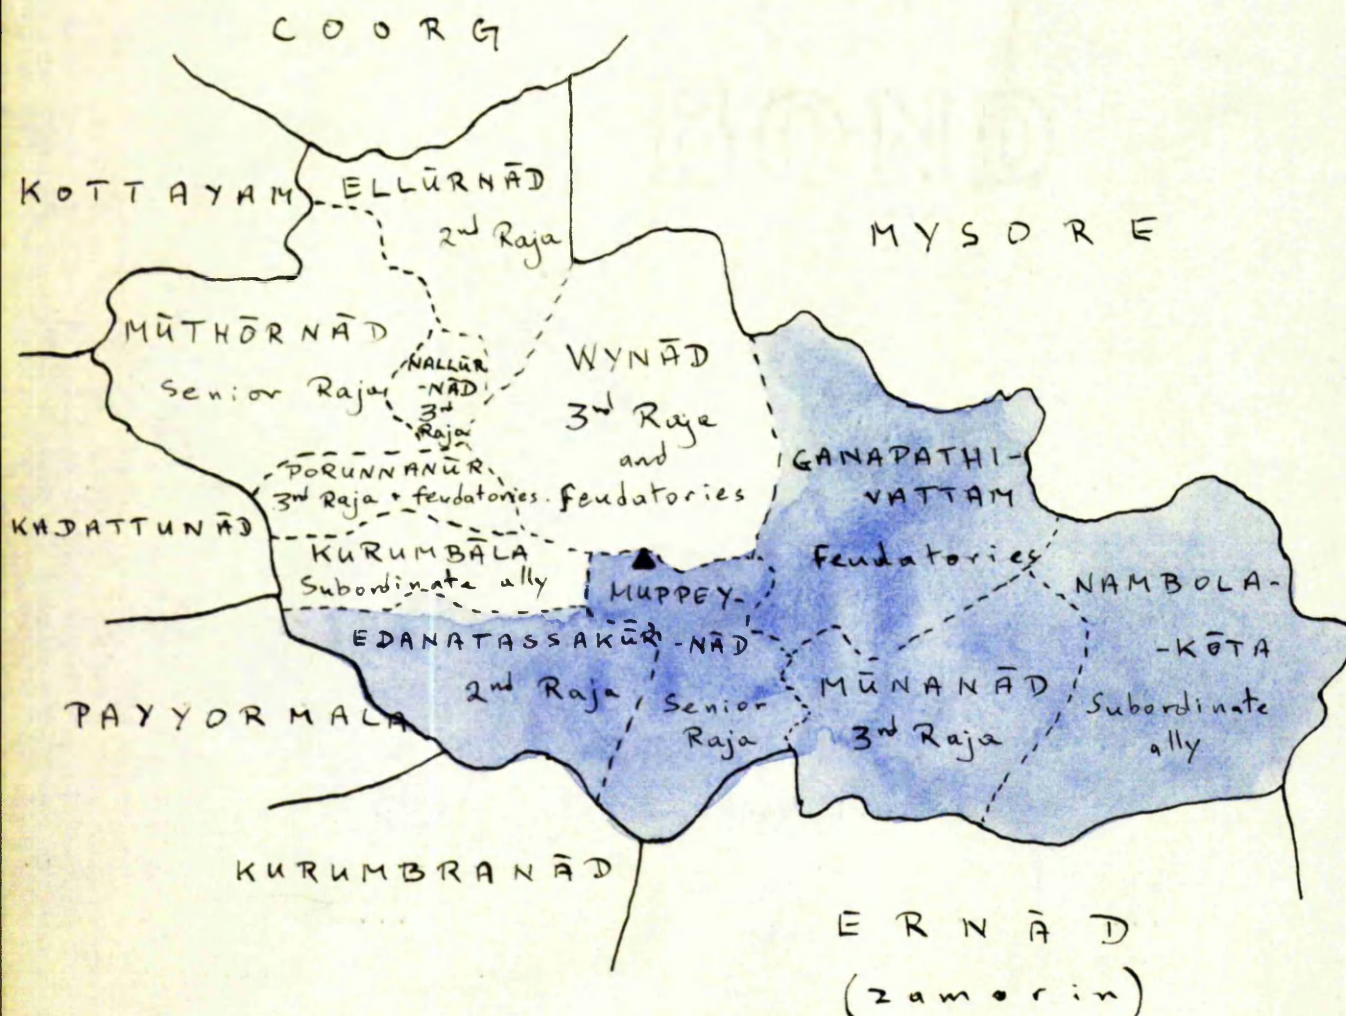 COORG
KOTTAYAM
ELLŪRNĀD
2nd Raja
MYSORE
MŪTHŌRNĀD
Senior Raja
NALLŪR
-NĀD
3rd
Raja
WYNĀD
3rd Raja
and
feudatories
PORUNNANŪR
3rd Raja + feudatories.
GANAPATHI-
VATTAM
feudatories
KADATTUNĀD
KURUMBĀLA
Subordinate ally
MUPPEY-
-NĀD
Senior
Raja
NAMBOLA-
-KŌTA
Subordinate
ally
EDANATASSAKŪR
2nd Raja
MŪNANĀD
3rd Raja
PAYYORMALA
KURUMBRANĀD
ERNĀD
(zamorin)